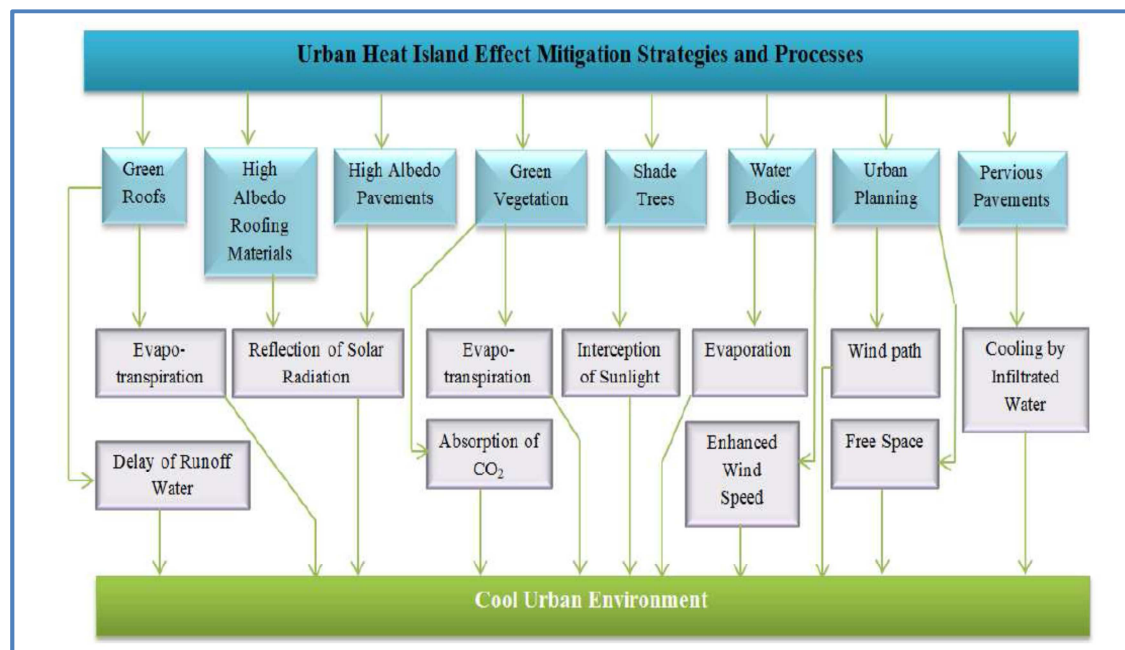 Urban Heat Island Effect Mitigation Strategies and Processes
Green
Roofs
High
Albedo
Roofing
Materials
High Albedo
Pavements
Green
Vegetation
Shade
Trees
Water
Bodies
Urban
Planning
Pervious
Pavements
Evapo-
transpiration
Reflection of Solar
Radiation
Evapo-
transpiration
Interception
of Sunlight
Evaporation
Wind path
Cooling by
Infiltrated
Water
Delay of Runoff
Water
Absorption of
CO₂
Enhanced
Wind
Speed
Free Space
Cool Urban Environment